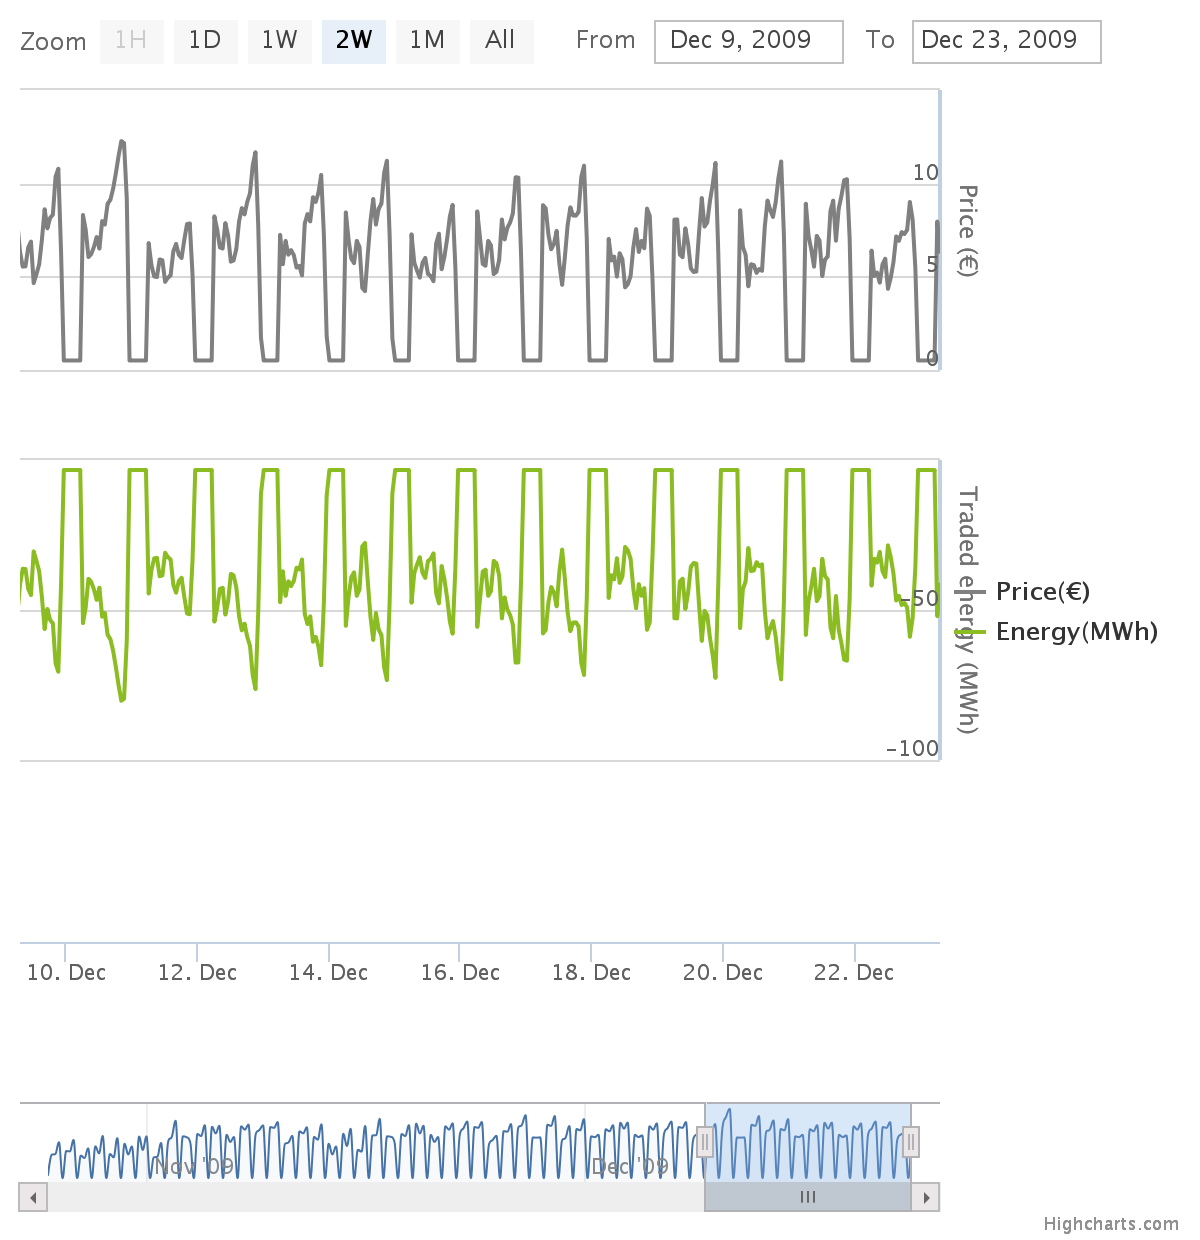 Zoom 1H 1D 1W 2W 1M All From Dec 9, 2009 To Dec 23, 2009
10
5
0
Price (€)
-50
-100
Traded energy (MWh)
Price(€)
Energy(MWh)
10. Dec 12. Dec 14. Dec 16. Dec 18. Dec 20. Dec 22. Dec
Nov '09 Dec '09
Highcharts.com